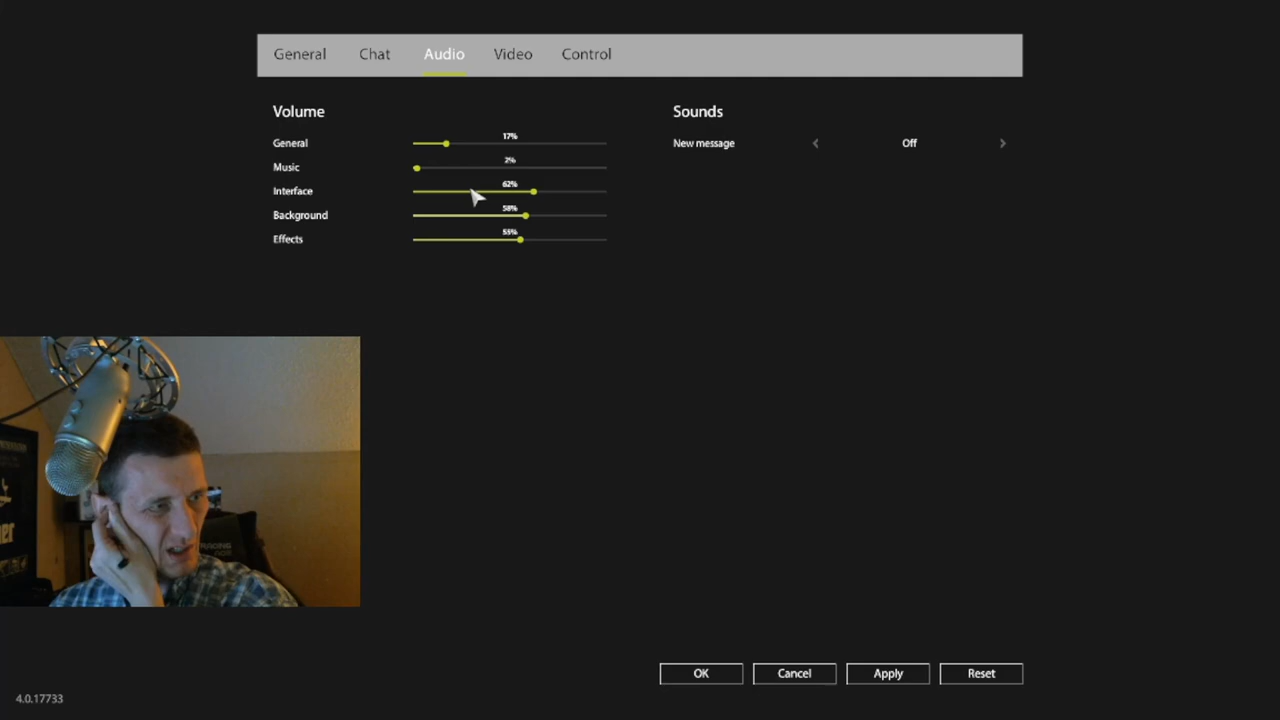 General Chat Audio Video Control
Volume
General 17%
Music 2%
Interface 62%
Background 58%
Effects 55%
Sounds
New message Off
RACING
OK Cancel Apply Reset
4.0.17733